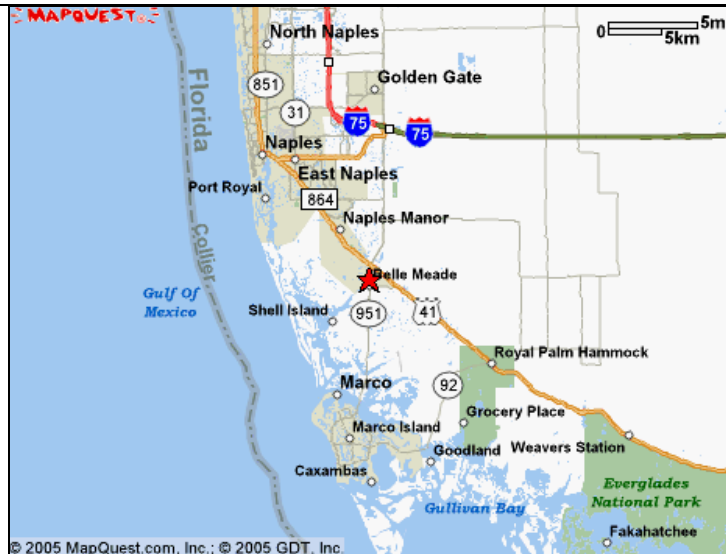 MAPQUEST
North Naples
0 5m
5km
Golden Gate
851
31
75
75
Florida
Naples
East Naples
Port Royal
864
Naples Manor
Collier
Belle Meade
Gulf Of
Mexico
Shell Island
951
41
Royal Palm Hammock
Marco
92
Grocery Place
Marco Island
Weavers Station
Goodland
Caxambas
Everglades
National Park
Gullivan Bay
Fakahatchee
© 2005 MapQuest.com, Inc.; © 2005 GDT, Inc.